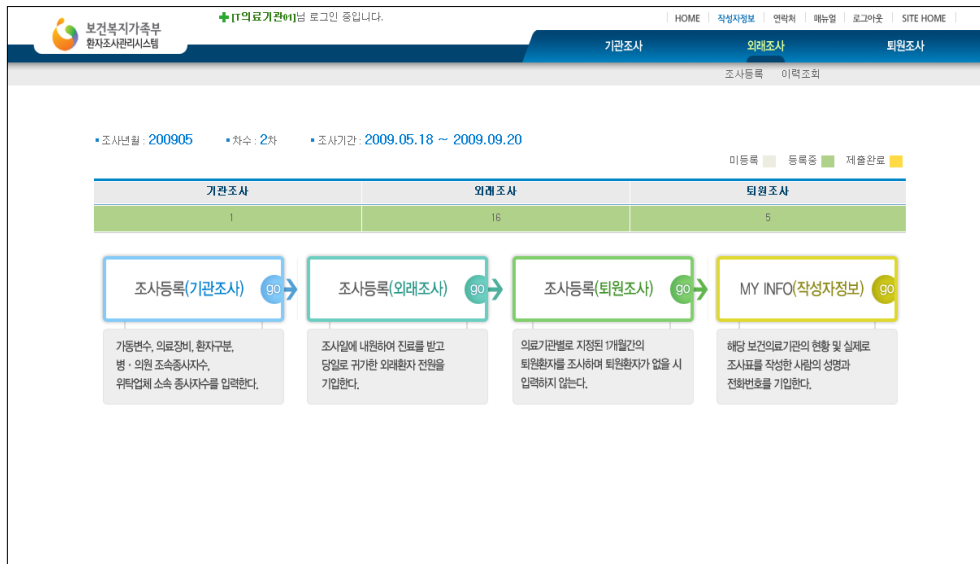 보건복지가족부
환자조사관리시스템
[T의료기관01]님 로그인 중입니다.
HOME 작성자정보 연락처 매뉴얼 로그아웃 SITE HOME
기관조사 외래조사 퇴원조사
조사등록 이력조회
조사년월 : 200905 차수 : 2차 조사기간 : 2009.05.18 ~ 2009.09.20
미등록 등록중 제출완료
기관조사 외래조사 퇴원조사
1 16 5
조사등록(기관조사) go 조사등록(외래조사) go 조사등록(퇴원조사) go MY INFO(작성자정보) go
가동변수, 의료장비, 환자구분,
병ㆍ의원 조속종사자수,
위탁업체 소속 종사자수를 입력한다.
조사일에 내원하여 진료를 받고
당일로 귀가한 외래환자 전원을
기입한다.
의료기관별로 지정된 1개월간의
퇴원환자를 조사하며 퇴원환자가 없을 시
입력하지 않는다.
해당 보건의료기관의 현황 및 실제로
조사표를 작성한 사람의 성명과
전화번호를 기입한다.